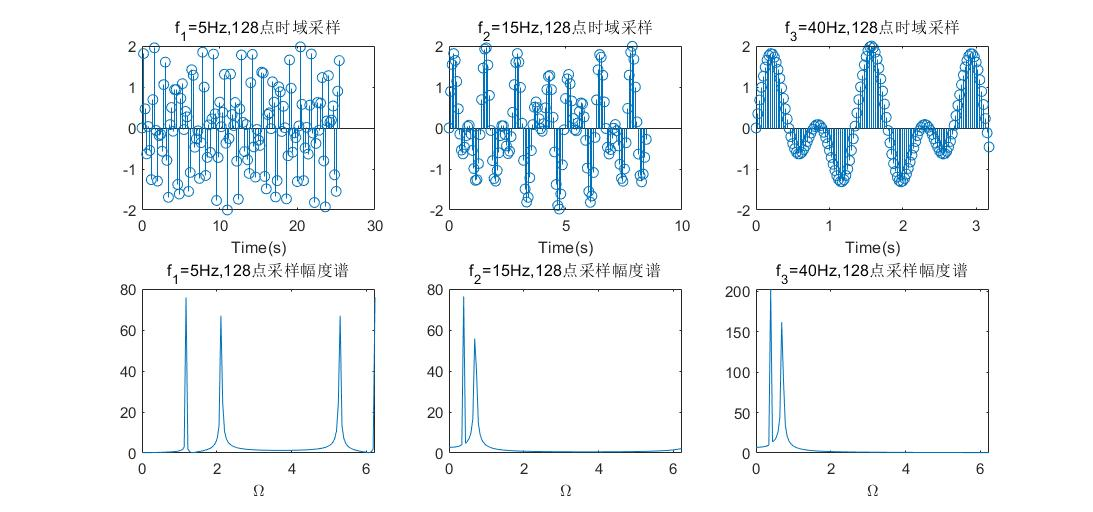 f1=5Hz,128点时域采样
f2=15Hz,128点时域采样
f3=40Hz,128点时域采样
2
1
0
-1
-2
0 10 20 30
Time(s)
2
1
0
-1
-2
0 5 10
Time(s)
2
1
0
-1
-2
0 1 2 3
Time(s)
f1=5Hz,128点采样幅度谱
f2=15Hz,128点采样幅度谱
f3=40Hz,128点采样幅度谱
80
60
40
20
0
0 2 4 6
Ω
80
60
40
20
0
0 2 4 6
Ω
200
150
100
50
0
0 2 4 6
Ω